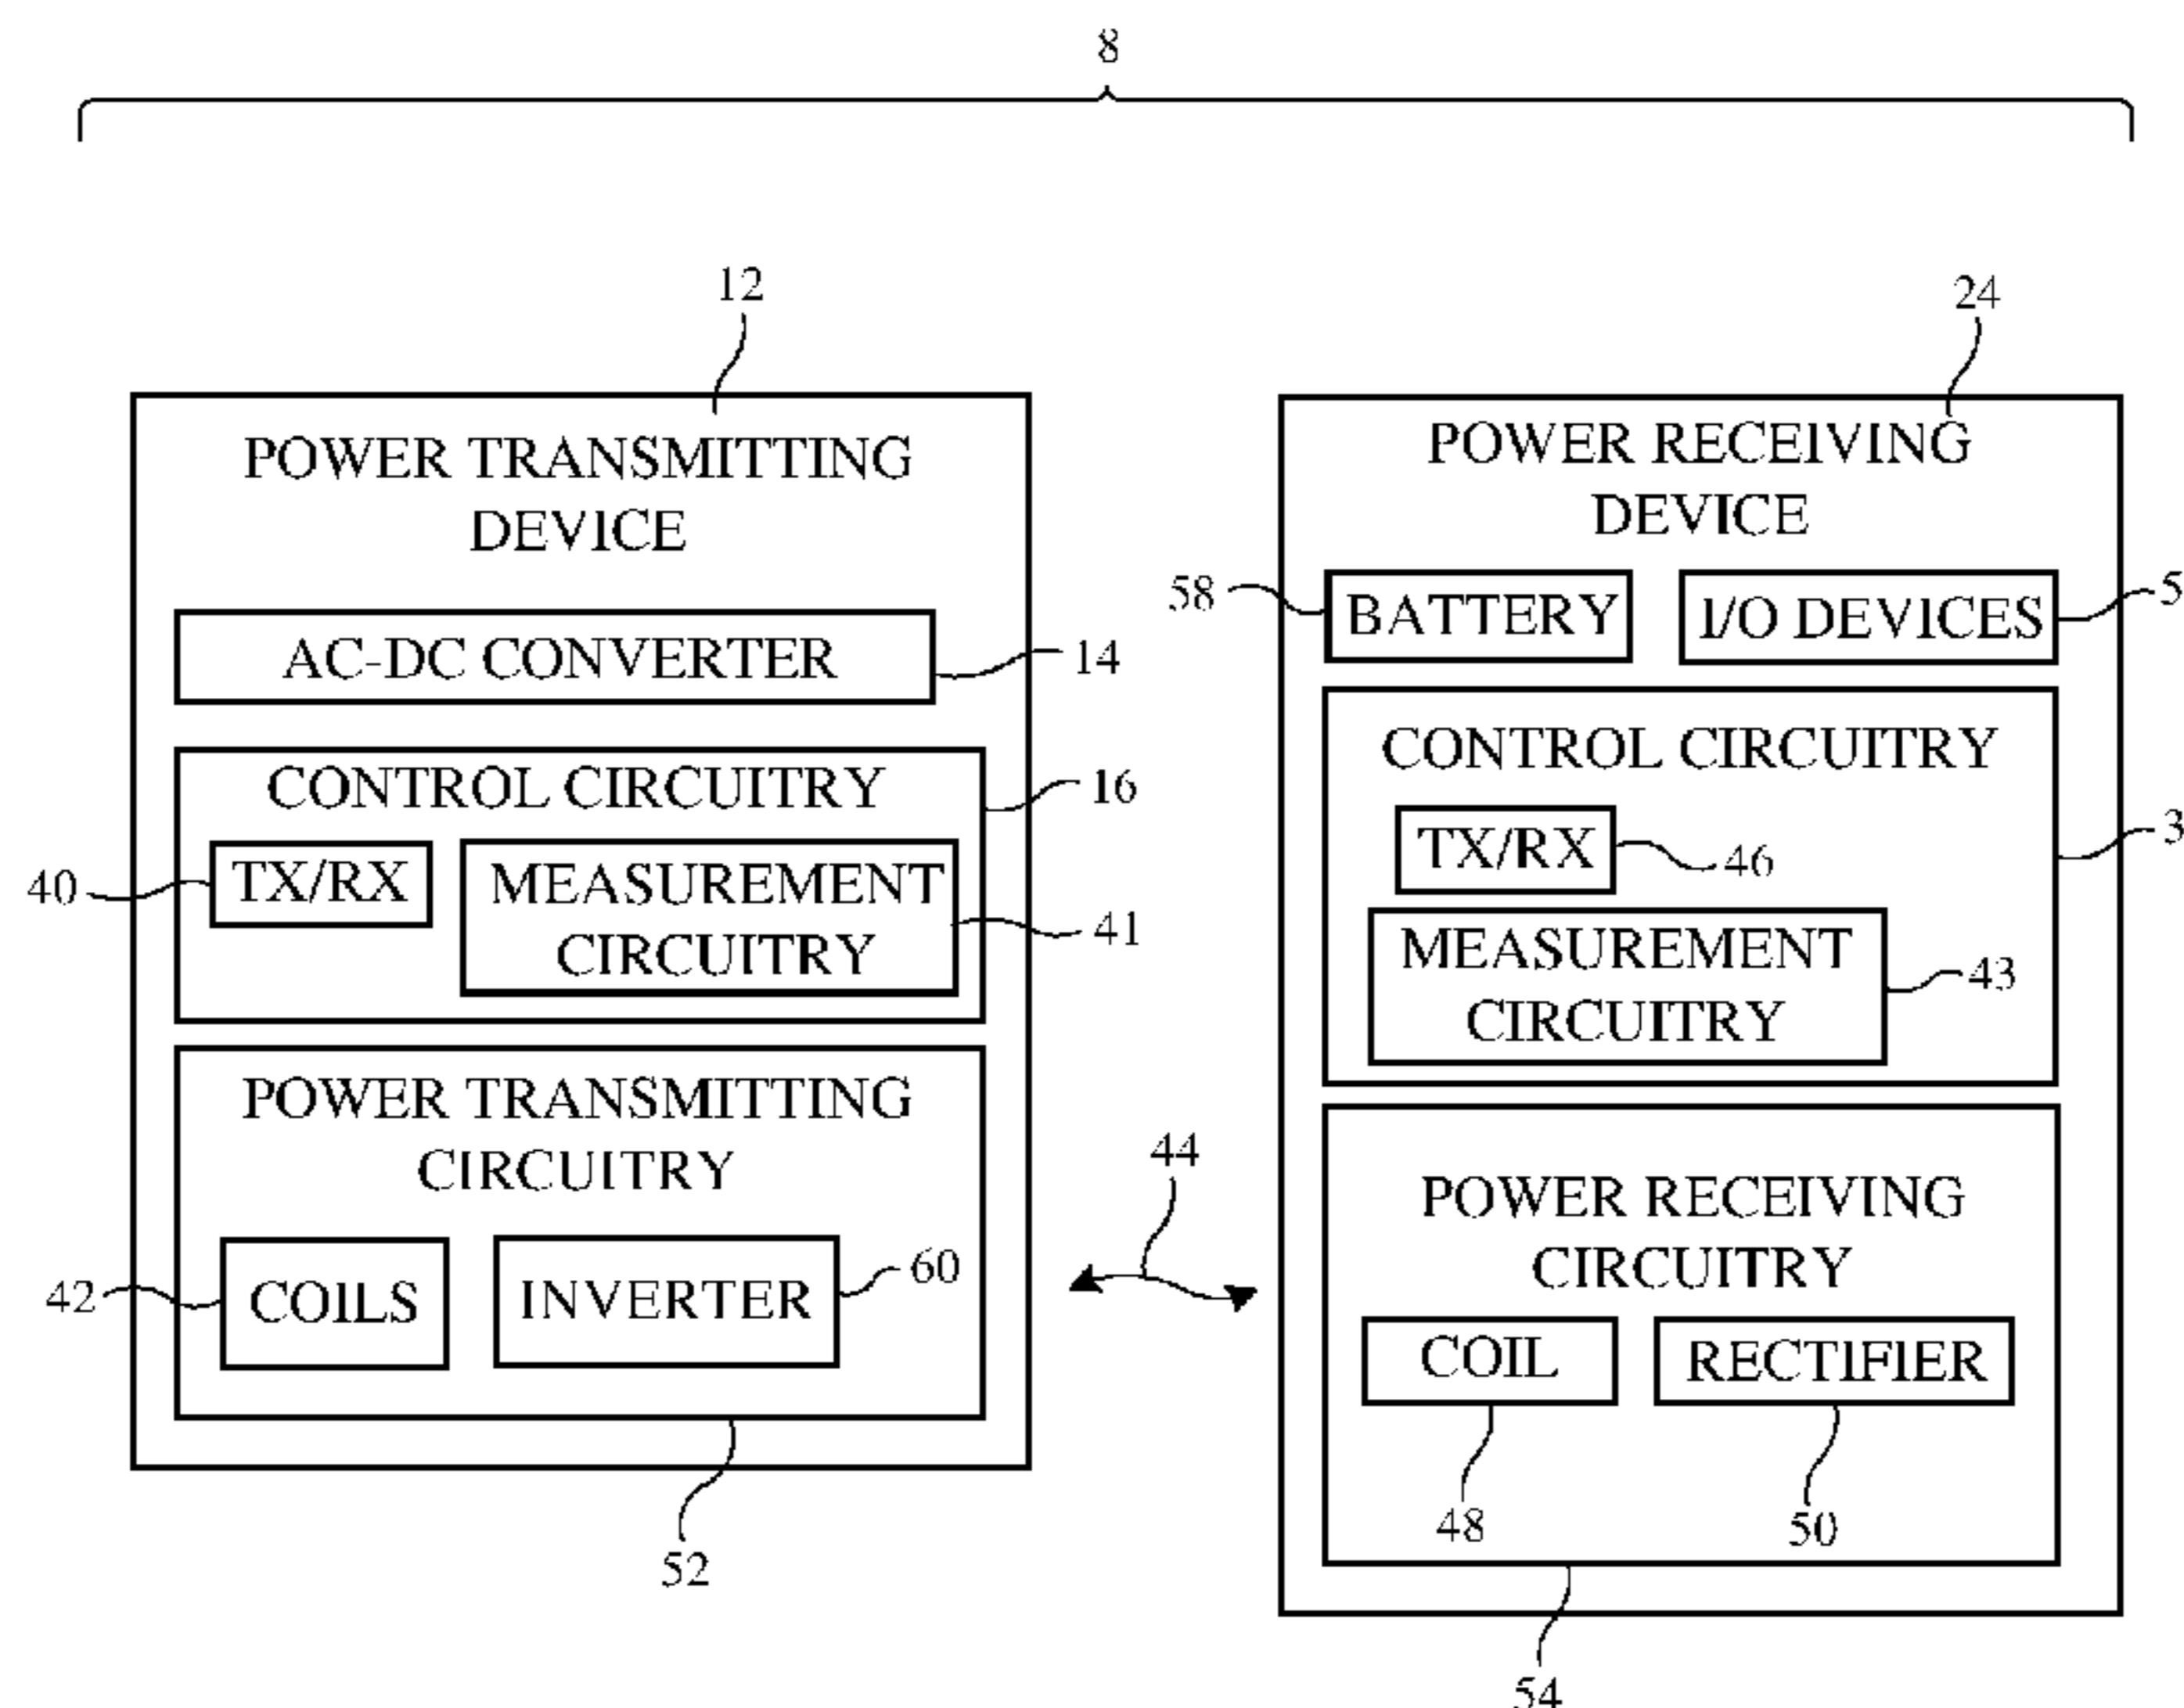 8
12
POWER TRANSMITTING
DEVICE
AC-DC CONVERTER
14
CONTROL CIRCUITRY
16
40
TX/RX
MEASUREMENT
CIRCUITRY
41
POWER TRANSMITTING
CIRCUITRY
42
COILS
INVERTER
60
52
44
24
POWER RECEIVING
DEVICE
58
BATTERY
I/O DEVICES
5
CONTROL CIRCUITRY
3
TX/RX
46
MEASUREMENT
CIRCUITRY
43
POWER RECEIVING
CIRCUITRY
COIL
RECTIFIER
48
50
54